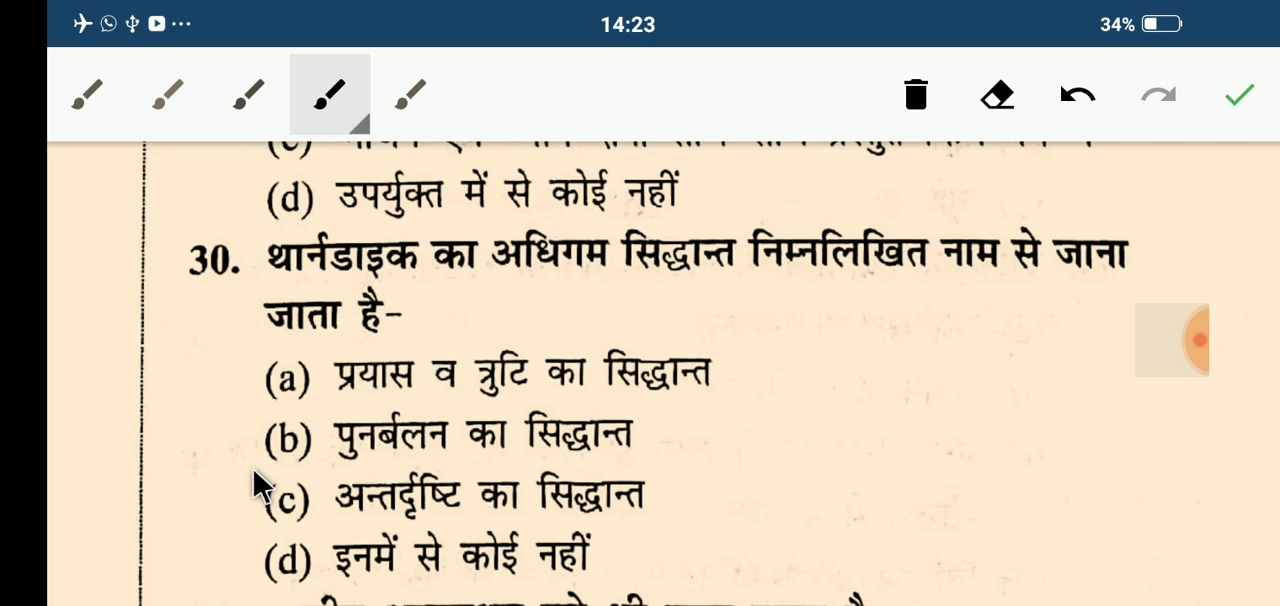 14:23
34%
(d) उपर्युक्त में से कोई नहीं
30. थार्नडाइक का अधिगम सिद्धान्त निम्नलिखित नाम से जाना
जाता है-
(a) प्रयास व त्रुटि का सिद्धान्त
(b) पुनर्बलन का सिद्धान्त
(c) अन्तर्दृष्टि का सिद्धान्त
(d) इनमें से कोई नहीं